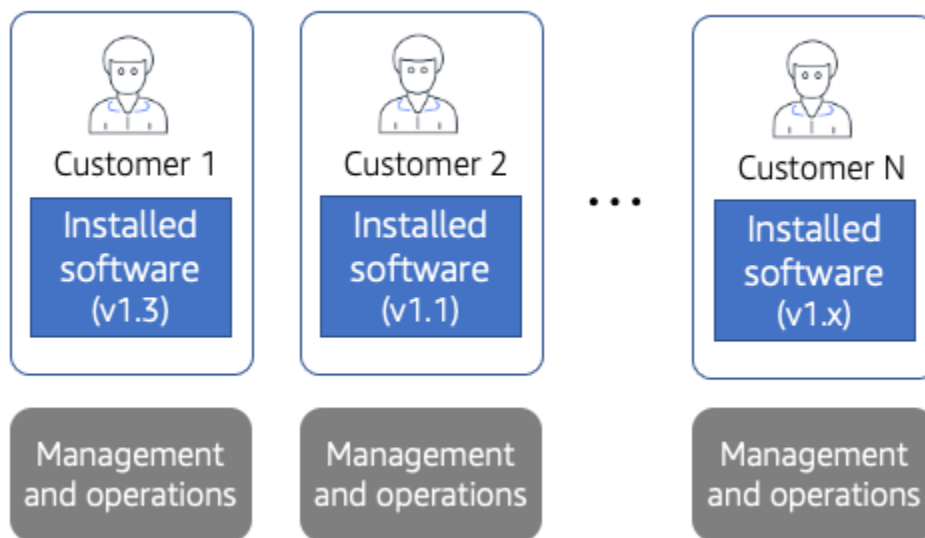 Customer 1
Installed
software
(v1.3)
Management
and operations
Customer 2
Installed
software
(v1.1)
Management
and operations
...
Customer N
Installed
software
(v1.x)
Management
and operations